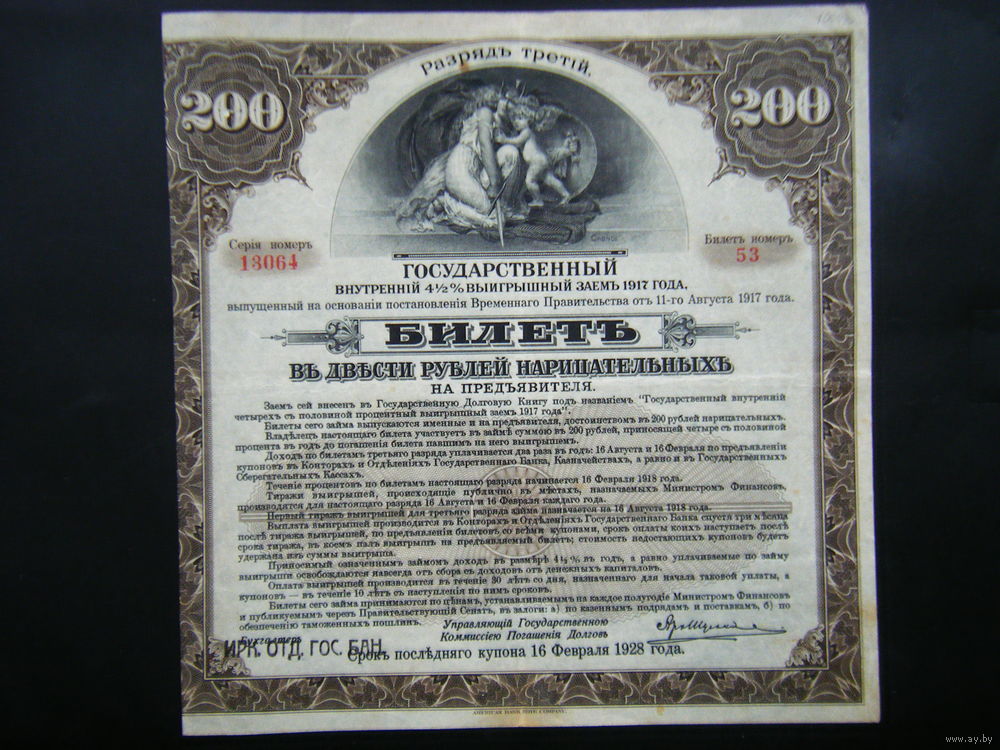 Разрядъ третій.
200 200
Серія номеръ
13064
Билетъ номеръ
53
ГОСУДАРСТВЕННЫЙ
ВНУТРЕННІЙ 4½% ВЫИГРЫШНЫЙ ЗАЕМЪ 1917 ГОДА,
выпущенный на основаніи постановленія Временнаго Правительства отъ 11-го Августа 1917 года.
БИЛЕТЪ
ВЪ ДВѢСТИ РУБЛЕЙ НАРИЦАТЕЛЬНЫХЪ
НА ПРЕДЪЯВИТЕЛЯ.
Заемъ сей внесенъ въ Государственную Долговую Книгу подъ названіемъ "Государственный внутренній
четырехъ съ половиной процентный выигрышный заемъ 1917 года".
Билеты сего займа выпускаются именные и на предъявителя, достоинствомъ въ 200 рублей нарицательныхъ.
Владѣлецъ настоящаго билета участвуетъ въ займѣ суммою въ 200 рублей, приносящей четыре съ половиной
процента въ годъ до погашенія билета павшимъ на него выигрышемъ.
Доходъ по билетамъ третьяго разряда уплачивается два раза въ годъ: 16 Августа и 16 Февраля по предъявленіи
купоновъ въ Конторахъ и Отдѣленіяхъ Государственнаго Банка, Казначействахъ, а равно и въ Государственныхъ
Сберегательныхъ Кассахъ.
Теченіе процентовъ по билетамъ настоящаго разряда начинается 16 Февраля 1918 года.
Тиражи выигрышей, происходящіе публично въ мѣстахъ, назначаемыхъ Министромъ Финансовъ,
производятся для настоящаго разряда 16 Августа и 16 Февраля каждаго года.
Первый тиражъ выигрышей для третьяго разряда займа назначается на 16 Августа 1918 года.
Выплата выигрышей производится въ Конторахъ и Отдѣленіяхъ Государственнаго Банка спустя три мѣсяца
послѣ тиража выигрышей, по предъявленіи билетовъ со всѣми купонами, срокъ оплаты коихъ наступаетъ послѣ
срока тиража, въ коемъ палъ выигрышъ на предъявляемый билетъ; стоимость недостающихъ купоновъ будетъ
удержана изъ суммы выигрыша.
Приносимый означеннымъ займомъ доходъ въ размѣрѣ 4½% въ годъ, а равно уплачиваемые по займу
выигрыши освобождаются навсегда отъ сбора съ доходовъ отъ денежныхъ капиталовъ.
Оплата выигрышей производится въ теченіе 30 лѣтъ со дня, назначеннаго для начала таковой уплаты, а
купоновъ — въ теченіе 10 лѣтъ съ наступленія по нимъ сроковъ.
Билеты сего займа принимаются по цѣнамъ, устанавливаемымъ на каждое полугодіе Министромъ Финансовъ
и публикуемымъ чрезъ Правительствующій Сенатъ, въ залоги: а) по казеннымъ подрядамъ и поставкамъ, б) по
обезпеченію таможенныхъ пошлинъ.
Управляющій Государственною
Коммиссіею Погашенія Долговъ
Бухгалтеръ
ИРК. ОТД. ГОС. БАН.
Срокъ послѣдняго купона 16 Февраля 1928 года.
AMERICAN BANK NOTE COMPANY.
www.ay.by